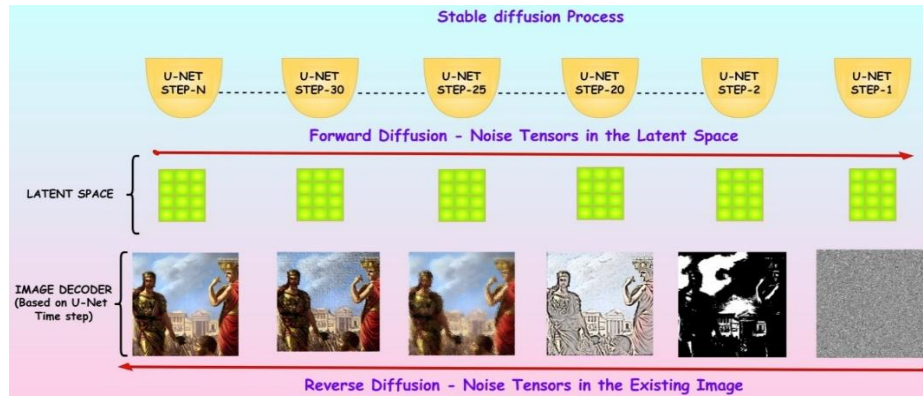 Stable diffusion Process
U-NET
STEP-N
U-NET
STEP-30
U-NET
STEP-25
U-NET
STEP-20
U-NET
STEP-2
U-NET
STEP-1
Forward Diffusion - Noise Tensors in the Latent Space
LATENT SPACE
IMAGE DECODER
(Based on U-Net
Time step)
Reverse Diffusion - Noise Tensors in the Existing Image